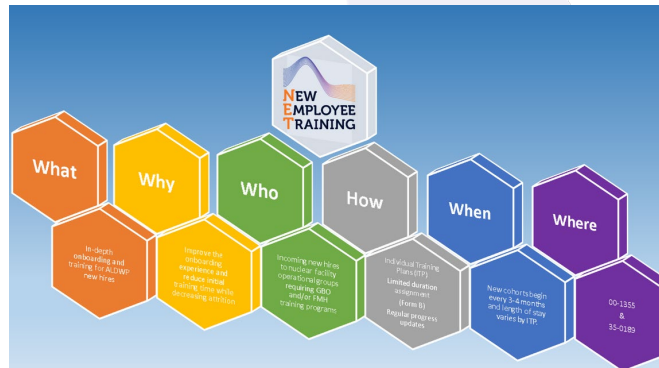 NEW
EMPLOYEE
TRAINING
What
Why
Who
How
When
Where
In-depth
onboarding and
training for ALDWP
new hires
Improve the
onboarding
experience and
reduce initial
training time while
decreasing attrition
Incoming new hires
to nuclear facility
operational groups
requiring GBO
and/or FMH
training programs
Individual Training
Plans (ITP)
Limited duration
assignment
(Form B)
Regular progress
updates
New cohorts begin
every 3-4 months
and length of stay
varies by ITP.
00-1355
&
35-0189